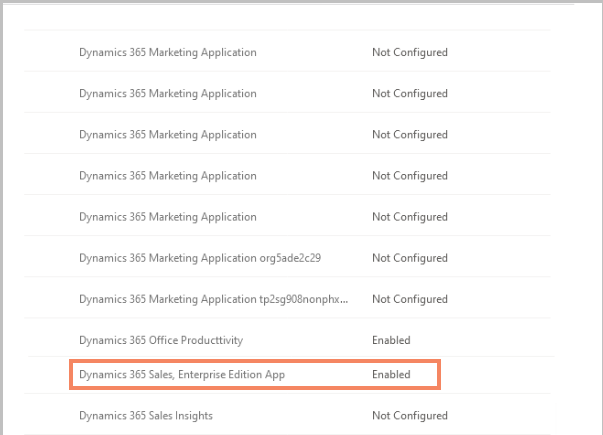 Dynamics 365 Marketing Application Not Configured
Dynamics 365 Marketing Application Not Configured
Dynamics 365 Marketing Application Not Configured
Dynamics 365 Marketing Application Not Configured
Dynamics 365 Marketing Application Not Configured
Dynamics 365 Marketing Application org5ade2c29 Not Configured
Dynamics 365 Marketing Application tp2sg908nonphx... Not Configured
Dynamics 365 Office Producttivity Enabled
Dynamics 365 Sales, Enterprise Edition App Enabled
Dynamics 365 Sales Insights Not Configured